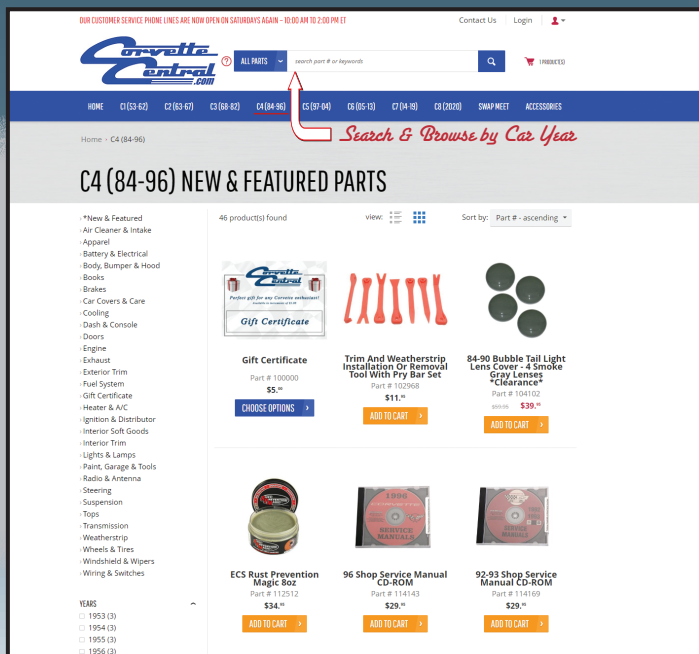 OUR CUSTOMER SERVICE PHONE LINES ARE NOW OPEN ON SATURDAYS AGAIN – 10:00 AM TO 2:00 PM ET
Contact Us
Login
Corvette
Central
.com
?
ALL PARTS
search part # or keywords
1 PRODUCT(S)
HOME
C1 (53-62)
C2 (63-67)
C3 (68-82)
C4 (84-96)
C5 (97-04)
C6 (05-13)
C7 (14-19)
C8 (2020)
SWAP MEET
ACCESSORIES
Search & Browse by Car Year
Home › C4 (84-96)
C4 (84-96) NEW & FEATURED PARTS
*New & Featured
Air Cleaner & Intake
Apparel
Battery & Electrical
Body, Bumper & Hood
Books
Brakes
Car Covers & Care
Cooling
Dash & Console
Doors
Engine
Exhaust
Exterior Trim
Fuel System
Gift Certificate
Heater & A/C
Ignition & Distributor
Interior Soft Goods
Interior Trim
Lights & Lamps
Paint, Garage & Tools
Radio & Antenna
Steering
Suspension
Tops
Transmission
Weatherstrip
Wheels & Tires
Windshield & Wipers
Wiring & Switches
YEARS
1953 (3)
1954 (3)
1955 (3)
1956 (3)
46 product(s) found
view:
Sort by:
Part # - ascending
Corvette
Central
Perfect gift for any Corvette enthusiast!
Gift Certificate
Gift Certificate
Part # 100000
$5.00
CHOOSE OPTIONS
Trim And Weatherstrip
Installation Or Removal
Tool With Pry Bar Set
Part # 102968
$11.95
ADD TO CART
84-90 Bubble Tail Light
Lens Cover - 4 Smoke
Gray Lenses
*Clearance*
Part # 104102
$39.95
ADD TO CART
ECS Rust Prevention
Magic 8oz
Part # 112512
$34.95
ADD TO CART
1996
SERVICE
MANUALS
96 Shop Service Manual
CD-ROM
Part # 114143
$29.95
ADD TO CART
SERVICE
MANUALS
92-93 Shop Service
Manual CD-ROM
Part # 114169
$29.95
ADD TO CART